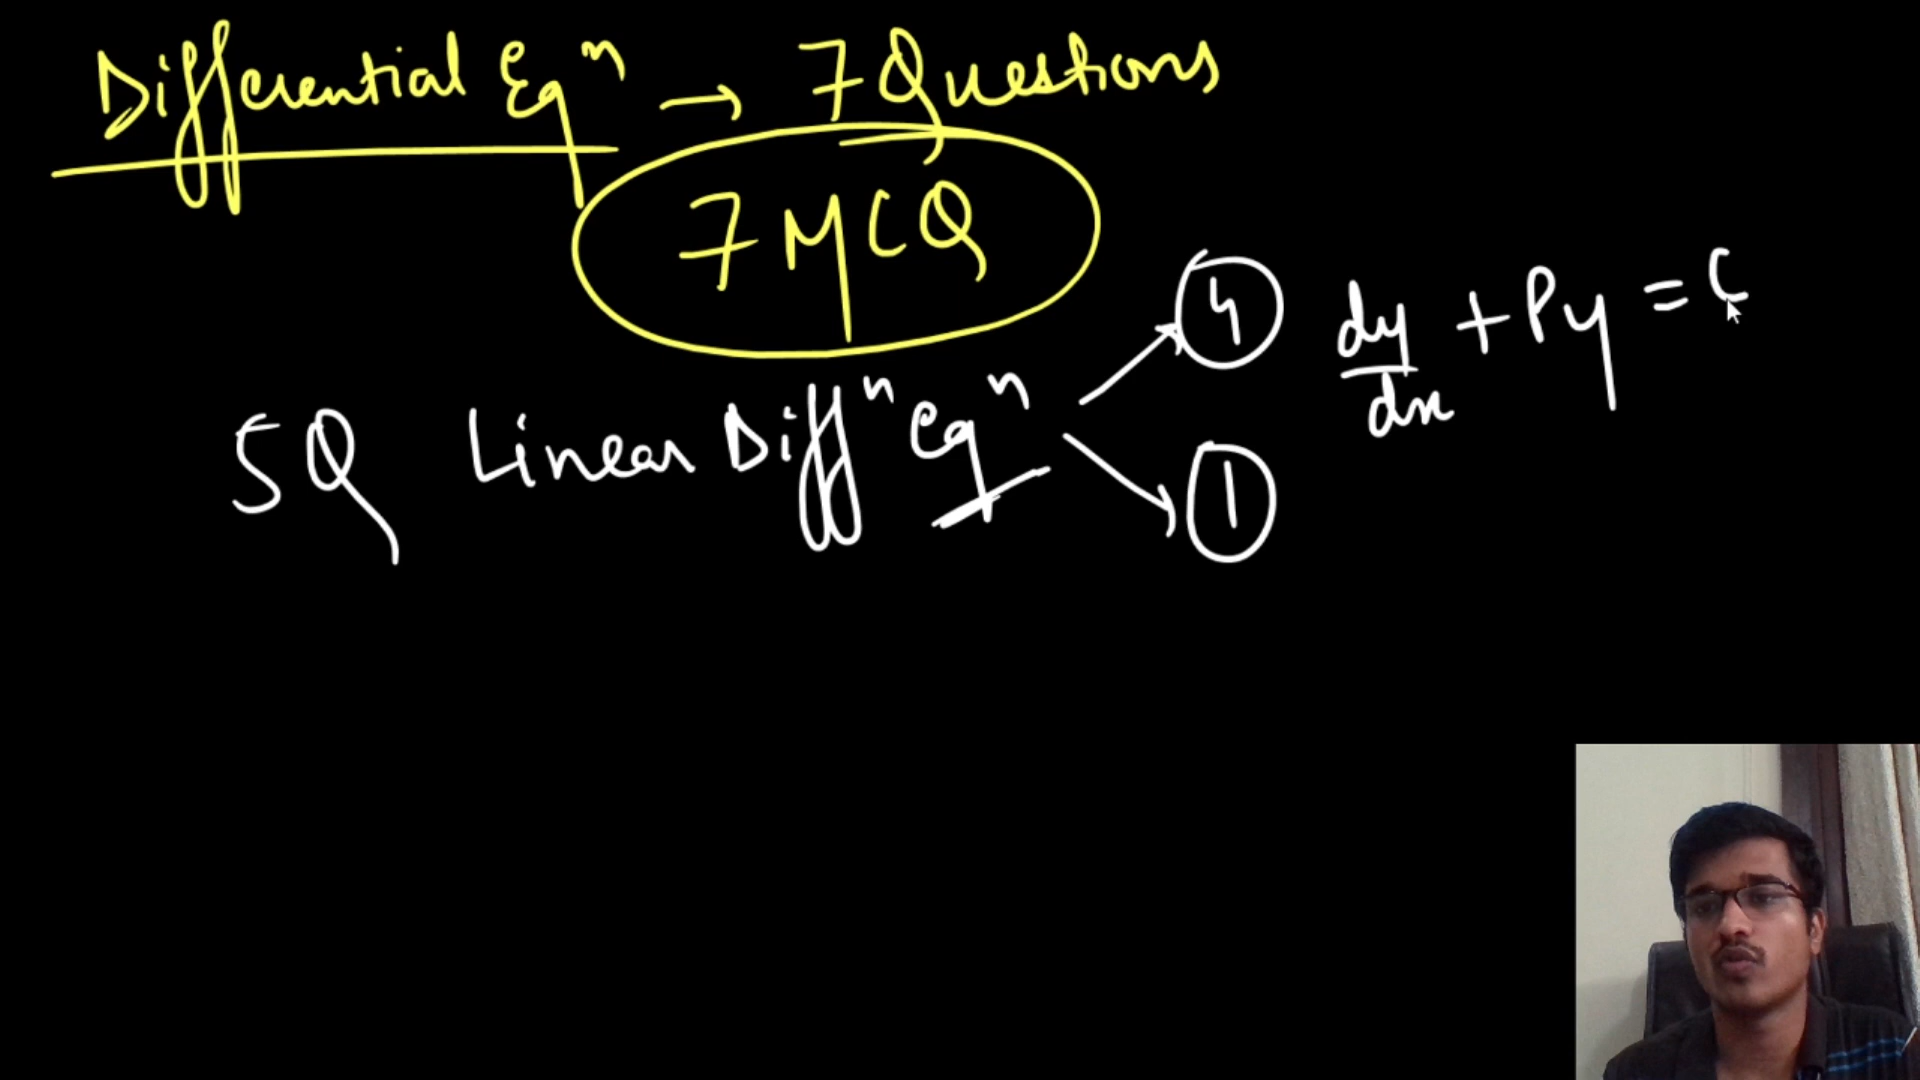 Differential Eqⁿ → 7 Questions
7 MCQ
5Q Linear Diffⁿ eqⁿ
4 dy/dx + Py =
1